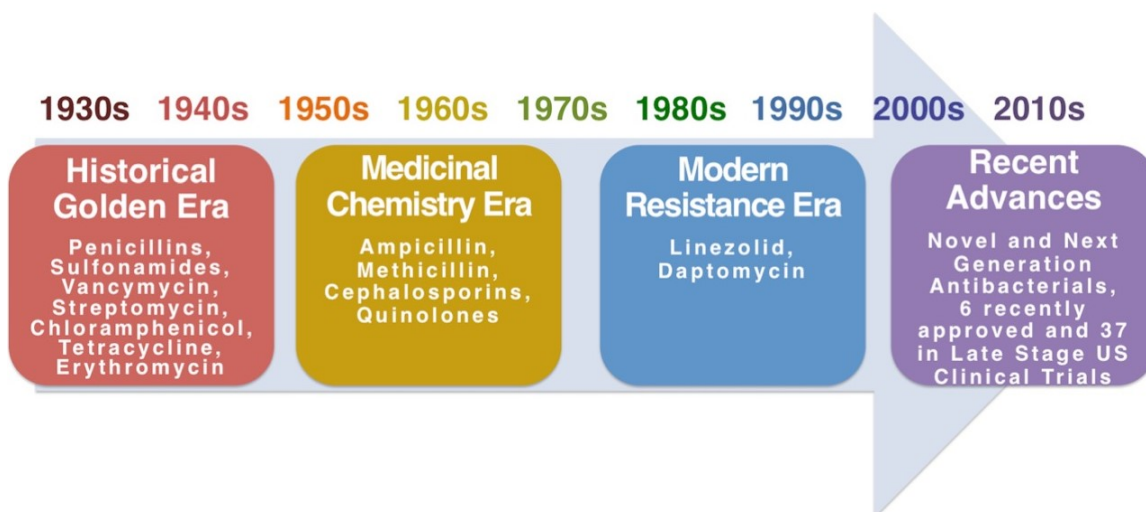 1930s 1940s 1950s 1960s 1970s 1980s 1990s 2000s 2010s
Historical
Golden Era
Penicillins,
Sulfonamides,
Vancymycin,
Streptomycin,
Chloramphenicol,
Tetracycline,
Erythromycin
Medicinal
Chemistry Era
Ampicillin,
Methicillin,
Cephalosporins,
Quinolones
Modern
Resistance Era
Linezolid,
Daptomycin
Recent
Advances
Novel and Next
Generation
Antibacterials,
6 recently
approved and 37
in Late Stage US
Clinical Trials